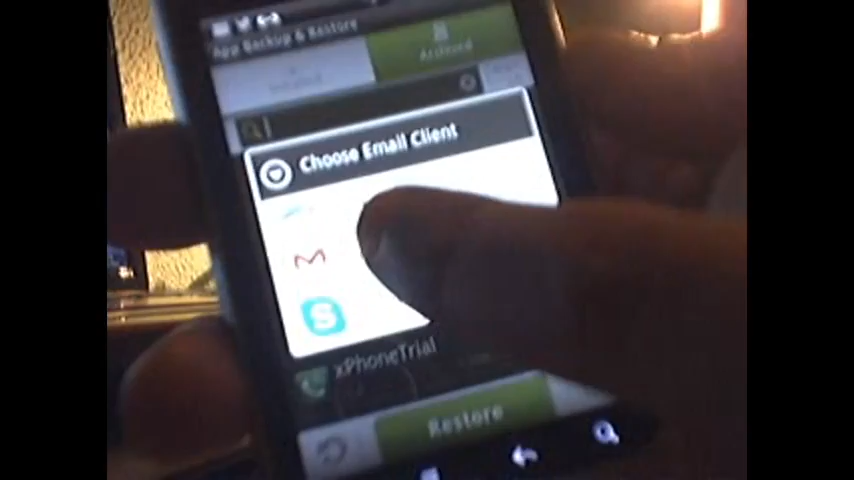 App Backup & Restore
Archived
Choose Email Client
xPhoneTrial
Restore